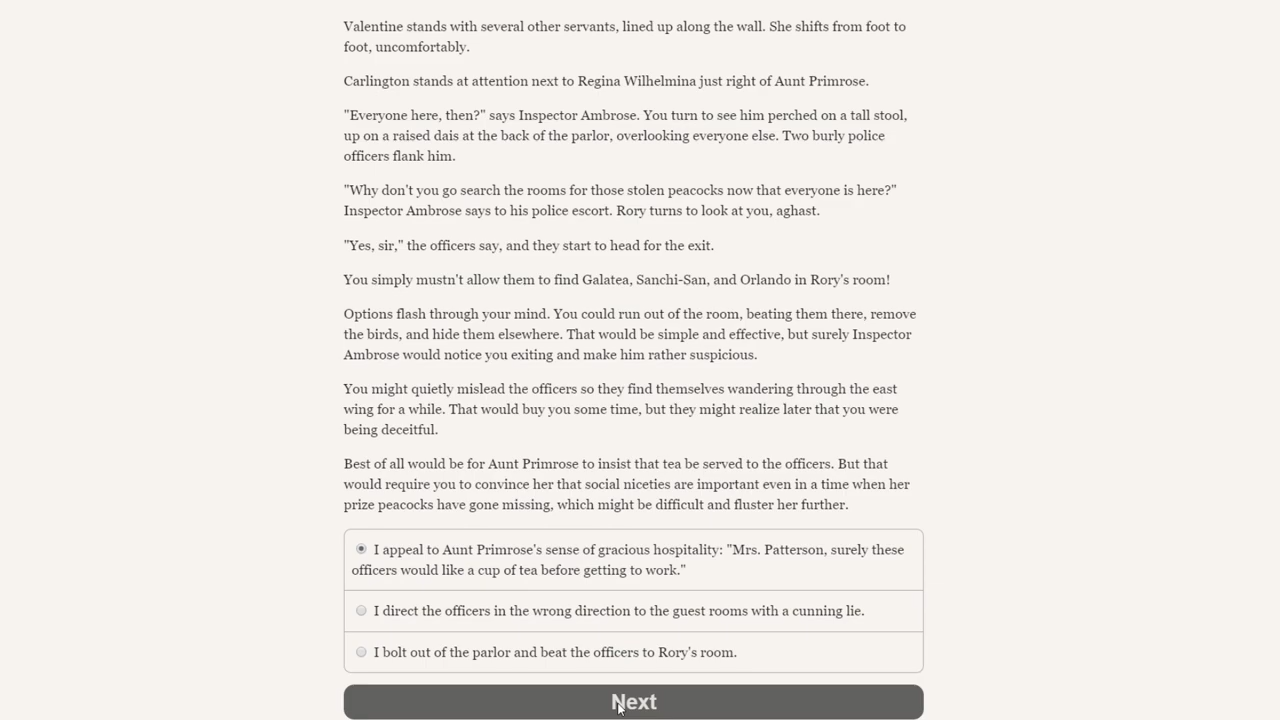 Valentine stands with several other servants, lined up along the wall. She shifts from foot to
foot, uncomfortably.
Carlington stands at attention next to Regina Wilhelmina just right of Aunt Primrose.
"Everyone here, then?" says Inspector Ambrose. You turn to see him perched on a tall stool,
up on a raised dais at the back of the parlor, overlooking everyone else. Two burly police
officers flank him.
"Why don't you go search the rooms for those stolen peacocks now that everyone is here?"
Inspector Ambrose says to his police escort. Rory turns to look at you, aghast.
"Yes, sir," the officers say, and they start to head for the exit.
You simply mustn't allow them to find Galatea, Sanchi-San, and Orlando in Rory's room!
Options flash through your mind. You could run out of the room, beating them there, remove
the birds, and hide them elsewhere. That would be simple and effective, but surely Inspector
Ambrose would notice you exiting and make him rather suspicious.
You might quietly mislead the officers so they find themselves wandering through the east
wing for a while. That would buy you some time, but they might realize later that you were
being deceitful.
Best of all would be for Aunt Primrose to insist that tea be served to the officers. But that
would require you to convince her that social niceties are important even in a time when her
prize peacocks have gone missing, which might be difficult and fluster her further.
I appeal to Aunt Primrose's sense of gracious hospitality: "Mrs. Patterson, surely these
officers would like a cup of tea before getting to work."
I direct the officers in the wrong direction to the guest rooms with a cunning lie.
I bolt out of the parlor and beat the officers to Rory's room.
Next